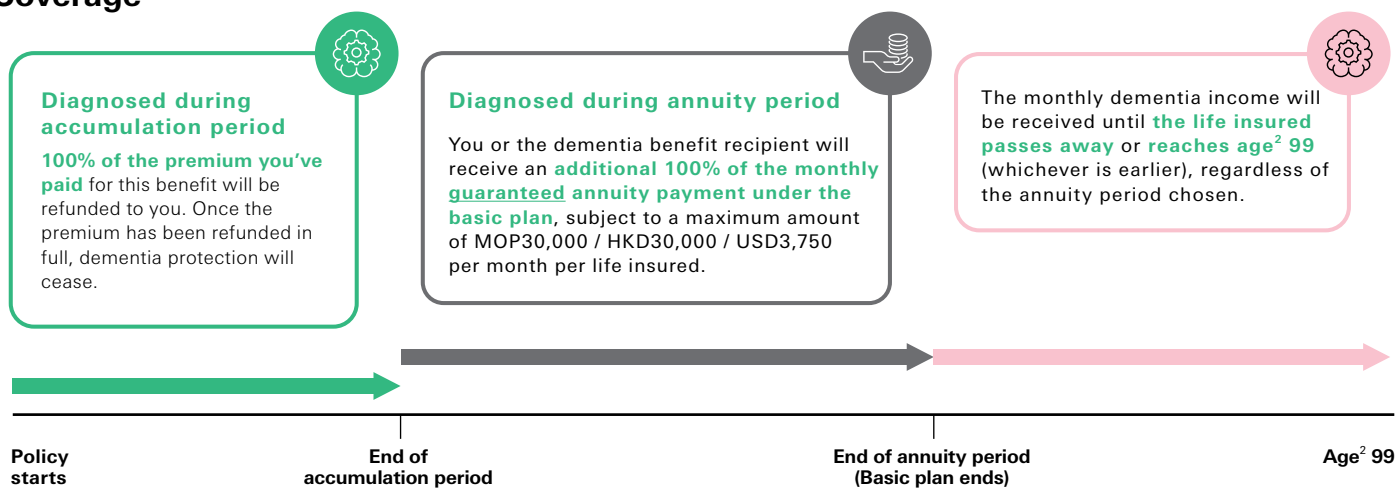 Coverage
Diagnosed during
accumulation period
100% of the premium you’ve
paid for this benefit will be
refunded to you. Once the
premium has been refunded in
full, dementia protection will
cease.
Diagnosed during annuity period
You or the dementia benefit recipient will
receive an additional 100% of the monthly
guaranteed annuity payment under the
basic plan, subject to a maximum amount
of MOP30,000 / HKD30,000 / USD3,750
per month per life insured.
The monthly dementia income will
be received until the life insured
passes away or reaches age² 99
(whichever is earlier), regardless of
the annuity period chosen.
Policy
starts
End of
accumulation period
End of annuity period
(Basic plan ends)
Age² 99